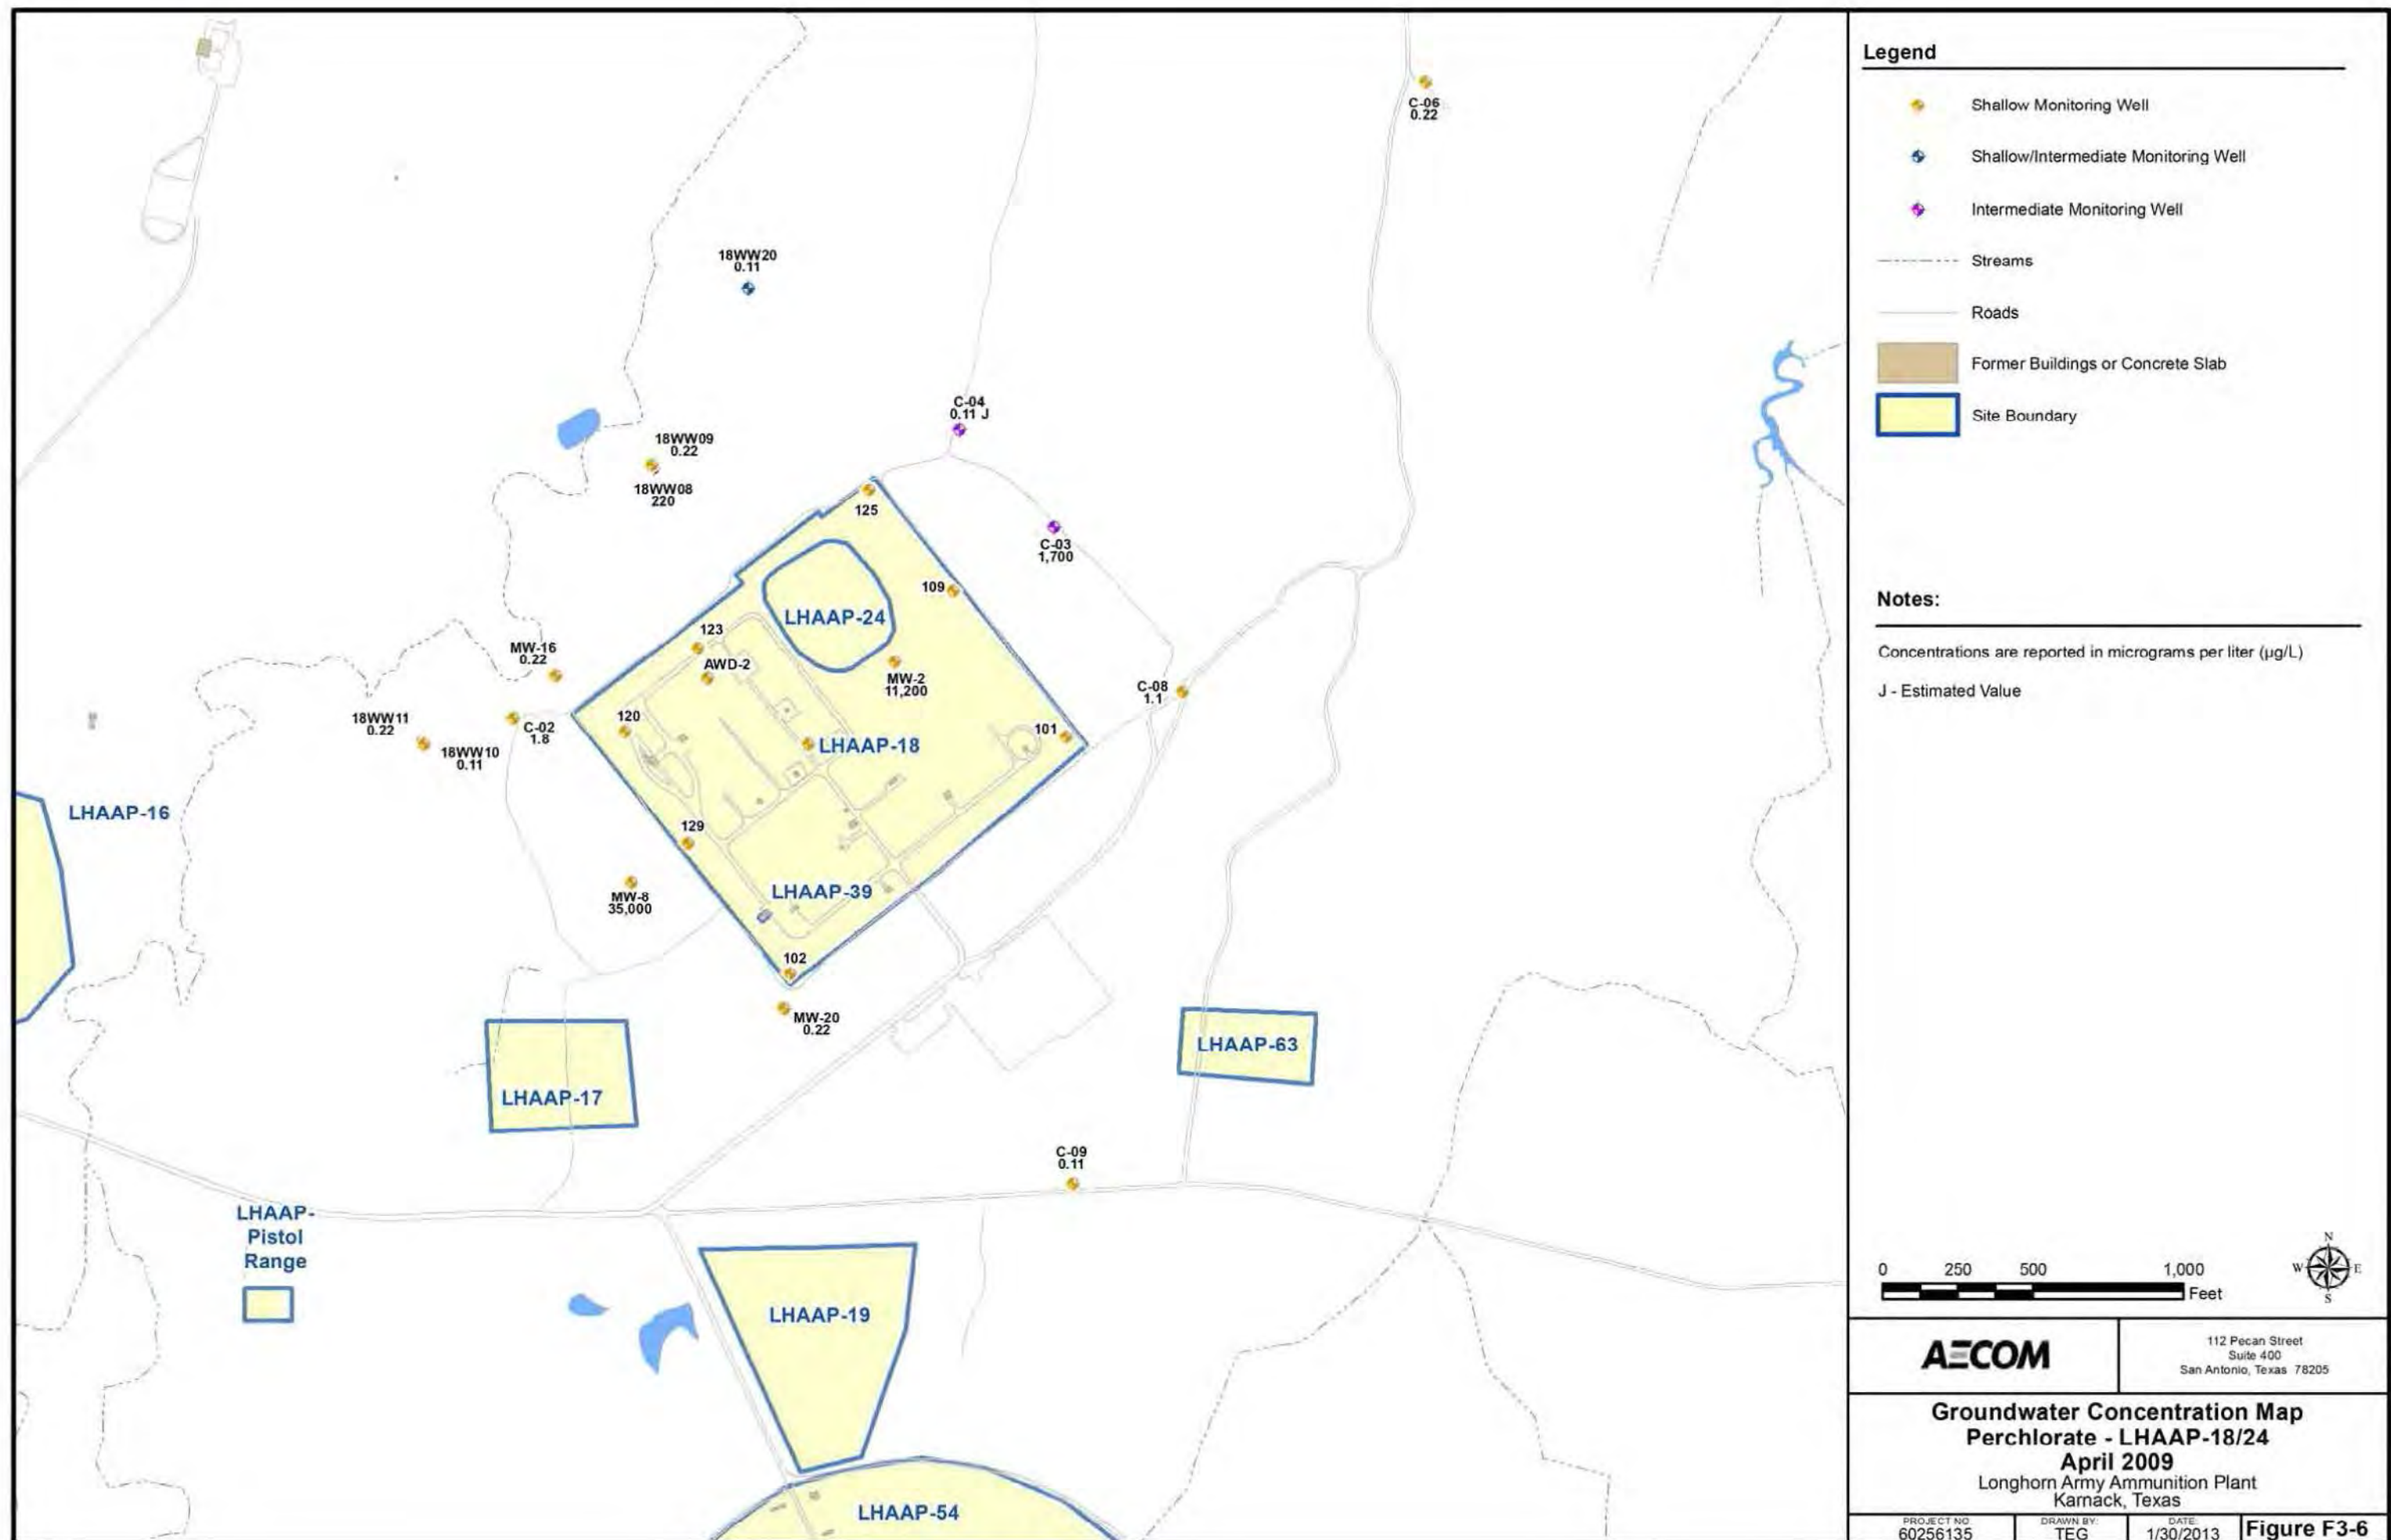 C-06
0.22
18WW20
0.11
C-04
0.11 J
18WW09
0.22
18WW08
220
125
C-03
1,700
109
LHAAP-24
123
MW-16
0.22
AWD-2
MW-2
11,200
C-08
1.1
18WW11
0.22
C-02
1.8
18WW10
0.11
120
LHAAP-18
101
LHAAP-16
129
MW-8
35,000
LHAAP-39
102
MW-20
0.22
LHAAP-63
LHAAP-17
C-09
0.11
LHAAP-
Pistol
Range
LHAAP-19
LHAAP-54
Legend
Shallow Monitoring Well
Shallow/Intermediate Monitoring Well
Intermediate Monitoring Well
Streams
Roads
Former Buildings or Concrete Slab
Site Boundary
Notes:
Concentrations are reported in micrograms per liter (µg/L)
J - Estimated Value
0 250 500 1,000
Feet
N
W E
S
AECOM
112 Pecan Street
Suite 400
San Antonio, Texas 78205
Groundwater Concentration Map
Perchlorate - LHAAP-18/24
April 2009
Longhorn Army Ammunition Plant
Karnack, Texas
PROJECT NO.
60256135
DRAWN BY:
TEG
DATE:
1/30/2013
Figure F3-6